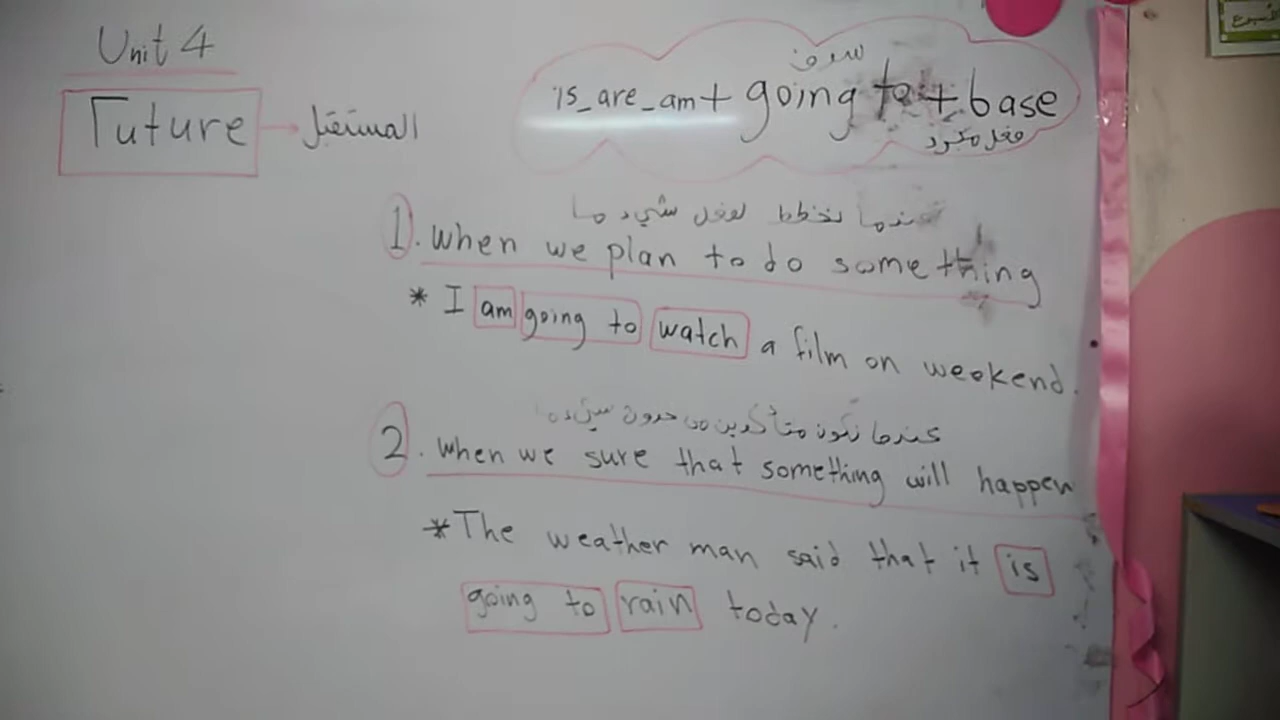 Unit 4
Future → المستقبل
سوف
is_are_am + going to + base
فعل مجرد
عندما نخطط لفعل شيء ما
1. when we plan to do something
* I am going to watch a film on weekend.
عندما نكون متأكدين من حدوث شيء ما
2. when we sure that something will happen
* The weather man said that it is
going to rain today.